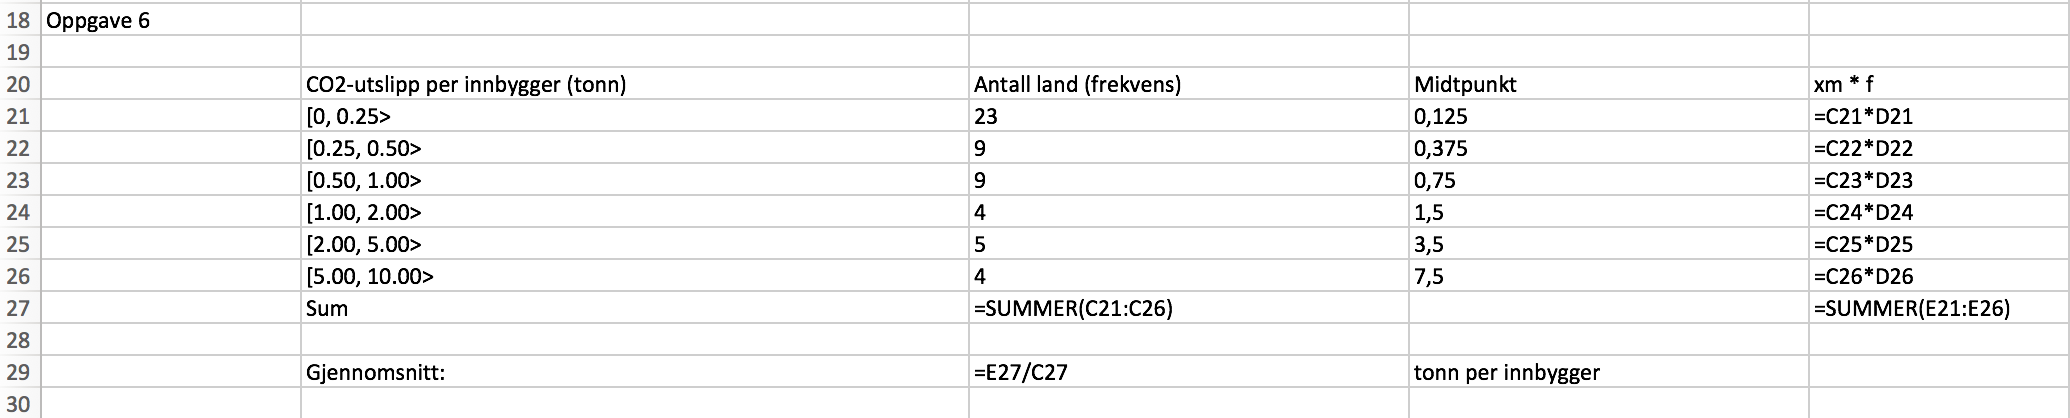 18 Oppgave 6
19
20 CO2-utslipp per innbygger (tonn) Antall land (frekvens) Midtpunkt xm * f
21 [0, 0.25> 23 0,125 =C21*D21
22 [0.25, 0.50> 9 0,375 =C22*D22
23 [0.50, 1.00> 9 0,75 =C23*D23
24 [1.00, 2.00> 4 1,5 =C24*D24
25 [2.00, 5.00> 5 3,5 =C25*D25
26 [5.00, 10.00> 4 7,5 =C26*D26
27 Sum =SUMMER(C21:C26) =SUMMER(E21:E26)
28
29 Gjennomsnitt: =E27/C27 tonn per innbygger
30